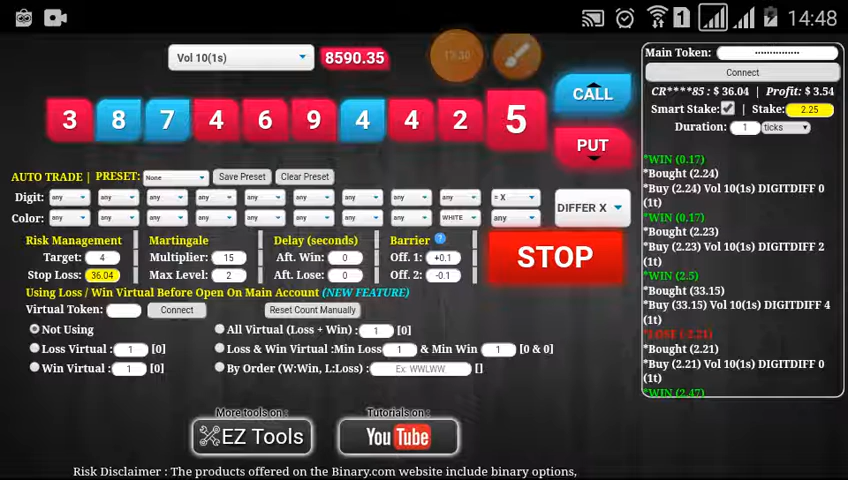 14:48
1
Vol 10(1s)
8590.35
3 8 7 4 6 9 4 4 2 5
CALL
PUT
Main Token:
Connect
CR****85 : $ 36.04 | Profit: $ 3.54
Smart Stake: | Stake: 2.25
Duration: 1 ticks
AUTO TRADE | PRESET: None Save Preset Clear Preset
Digit: any any any any any any any any any = X
Color: any any any any any any any any WHITE any
DIFFER X
Risk Management Martingale Delay (seconds) Barrier ?
Target: 4 Multiplier: 15 Aft. Win: 0 Off. 1: +0.1
Stop Loss: 36.04 Max Level: 2 Aft. Loss: 0 Off. 2: -0.1
STOP
Using Loss / Win Virtual Before Open On Main Account (NEW FEATURE)
Virtual Token: Connect Reset Count Manually
Not Using All Virtual (Loss + Win) : 1 [0]
Loss Virtual : 1 [0] Loss & Win Virtual :Min Loss 1 & Min Win 1 [0 & 0]
Win Virtual : 1 [0] By Order (W:Win, L:Loss) : Ex: WWLWW []
*WIN (0.17)
*Bought (2.24)
*Buy (2.24) Vol 10(1s) DIGITDIFF 0
(1t)
*WIN (0.17)
*Bought (2.23)
*Buy (2.23) Vol 10(1s) DIGITDIFF 2
(1t)
*WIN (2.5)
*Bought (33.15)
*Buy (33.15) Vol 10(1s) DIGITDIFF 4
(1t)
*LOSE (-2.21)
*Bought (2.21)
*Buy (2.21) Vol 10(1s) DIGITDIFF 0
(1t)
*WIN (2.47)
More tools on : Tutorials on :
EZ Tools
YouTube
Risk Disclaimer : The products offered on the Binary.com website include binary options,